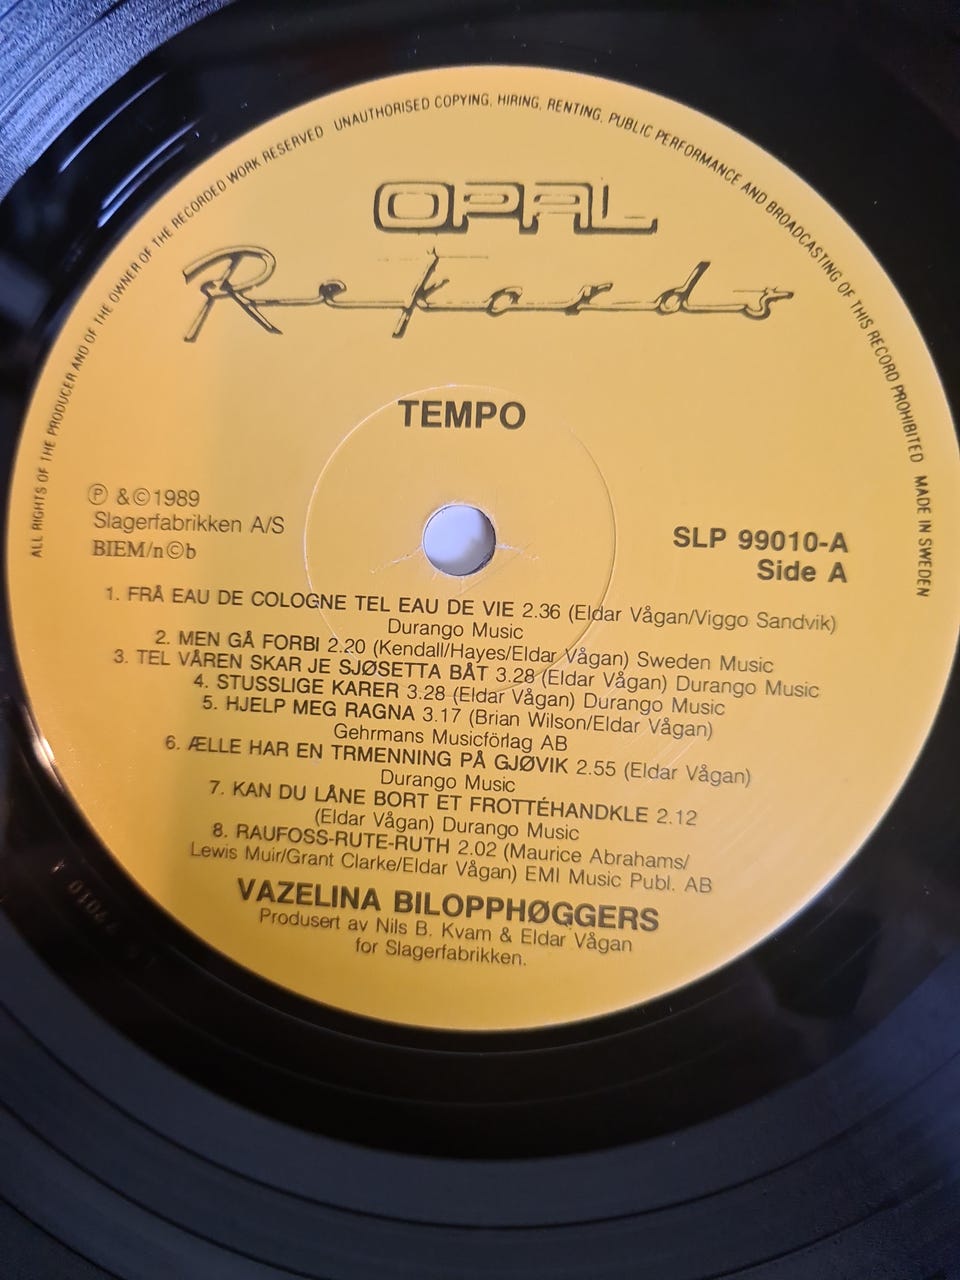 ALL RIGHTS OF THE PRODUCER AND OF THE OWNER OF THE RECORDED WORK RESERVED UNAUTHORISED COPYING, HIRING, RENTING, PUBLIC PERFORMANCE AND BROADCASTING OF THIS RECORD PROHIBITED MADE IN SWEDEN
OPAL
Rekords
TEMPO
Ⓟ &©1989
Slagerfabrikken A/S
BIEM/n©b
SLP 99010-A
Side A
1. FRÅ EAU DE COLOGNE TEL EAU DE VIE 2.36 (Eldar Vågan/Viggo Sandvik)
Durango Music
2. MEN GÅ FORBI 2.20 (Kendall/Hayes/Eldar Vågan) Sweden Music
3. TEL VÅREN SKAR JE SJØSETTA BÅT 3.28 (Eldar Vågan) Durango Music
4. STUSSLIGE KARER 3.28 (Eldar Vågan) Durango Music
5. HJELP MEG RAGNA 3.17 (Brian Wilson/Eldar Vågan)
Gehrmans Musicförlag AB
6. ÆLLE HAR EN TRMENNING PÅ GJØVIK 2.55 (Eldar Vågan)
Durango Music
7. KAN DU LÅNE BORT ET FROTTÉHANDKLE 2.12
(Eldar Vågan) Durango Music
8. RAUFOSS-RUTE-RUTH 2.02 (Maurice Abrahams/
Lewis Muir/Grant Clarke/Eldar Vågan) EMI Music Publ. AB
VAZELINA BILOPPHØGGERS
Produsert av Nils B. Kvam & Eldar Vågan
for Slagerfabrikken.